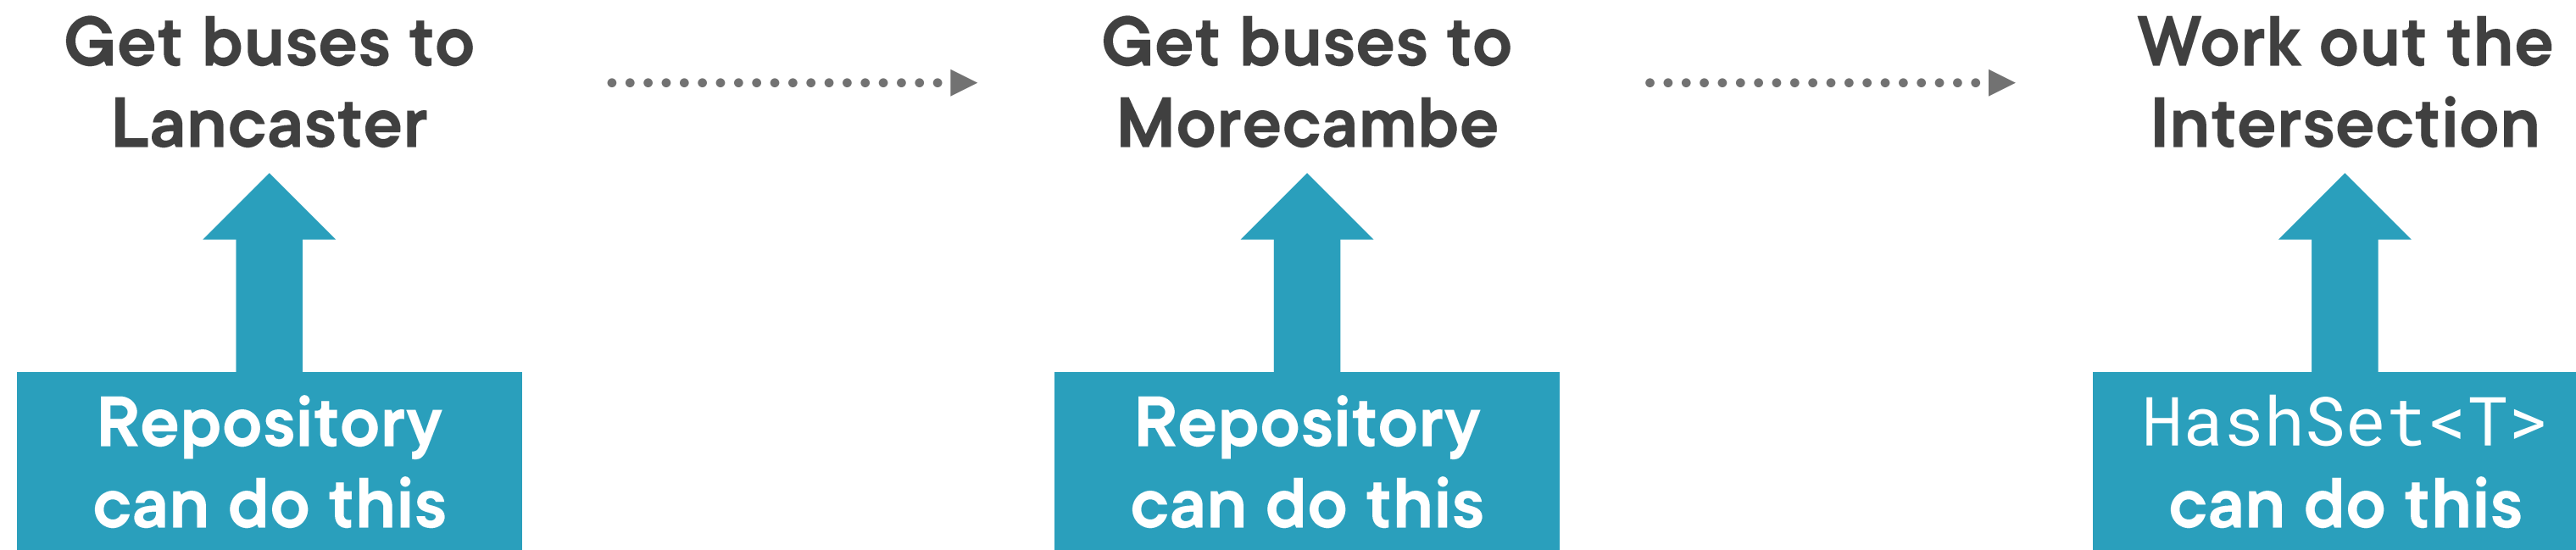 Get buses to
Lancaster
Get buses to
Morecambe
Work out the
Intersection
Repository
can do this
Repository
can do this
HashSet<T>
can do this